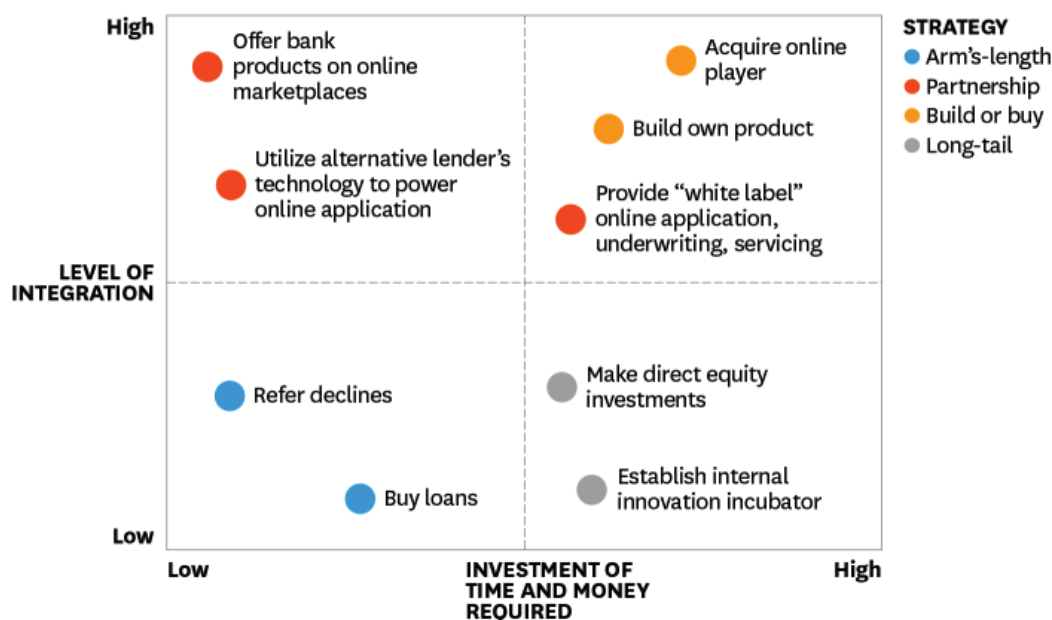 High
Offer bank
products on online
marketplaces
Acquire online
player
Build own product
Utilize alternative lender’s
technology to power
online application
Provide “white label”
online application,
underwriting, servicing
LEVEL OF
INTEGRATION
Refer declines
Make direct equity
investments
Buy loans
Establish internal
innovation incubator
Low
Low
INVESTMENT OF
TIME AND MONEY
REQUIRED
High
STRATEGY
Arm’s-length
Partnership
Build or buy
Long-tail